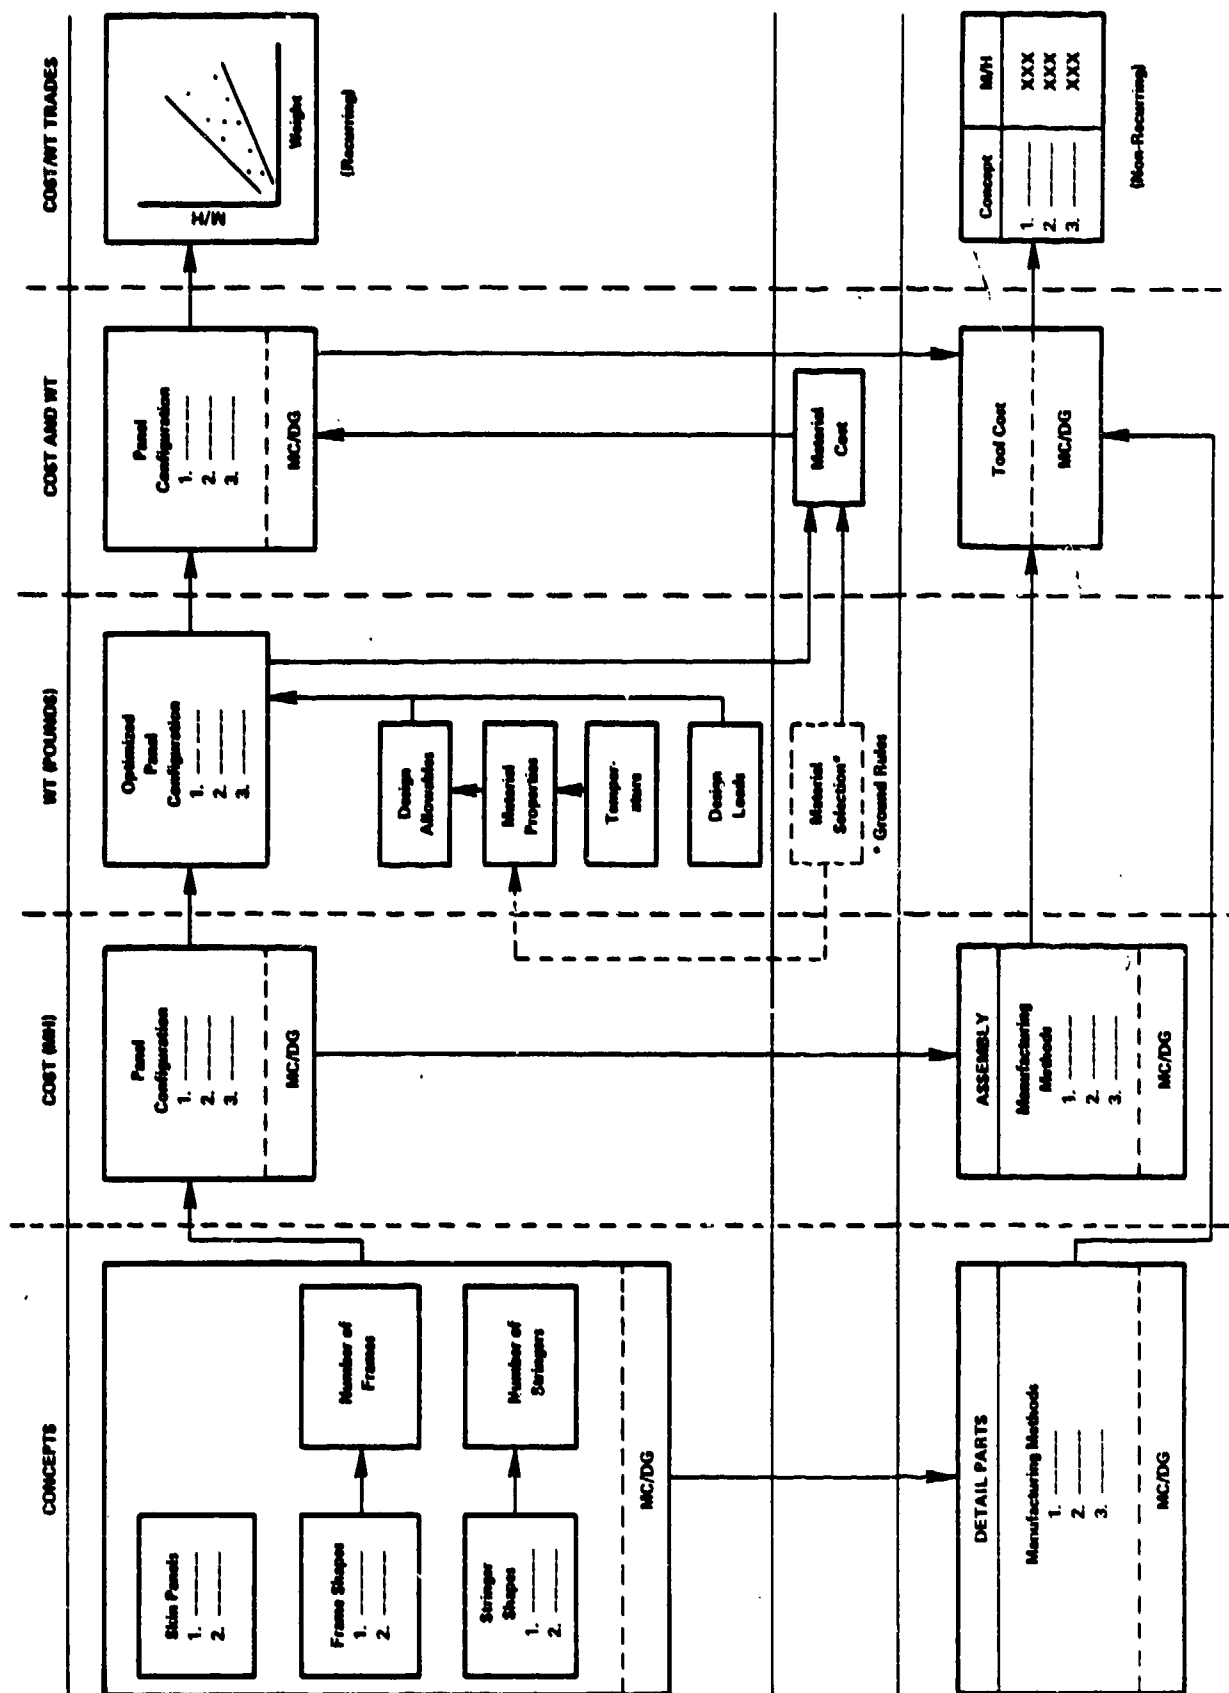 CONCEPTS
COST (MH)
WT (POUNDS)
COST AND WT
COST/WT TRADES
Skin Panels
1.
2.
Frame Shapes
1.
2.
Number of
Frames
Stringer
Shapes
1.
2.
Number of
Stringers
MC/DG
Panel
Configuration
1.
2.
3.
MC/DG
Optimized
Panel
Configuration
1.
2.
3.
Design
Allowables
Material
Properties
Temper-
ature
Design
Loads
Panel
Configuration
1.
2.
3.
MC/DG
M/H
Weight
(Recurring)
Material
Selection*
* Ground Rules
Material
Cost
DETAIL PARTS
Manufacturing Methods
1.
2.
3.
MC/DG
ASSEMBLY
Manufacturing
Methods
1.
2.
3.
MC/DG
Tool Cost
MC/DG
Concept M/H
1. XXX
2. XXX
3. XXX
(Non-Recurring)